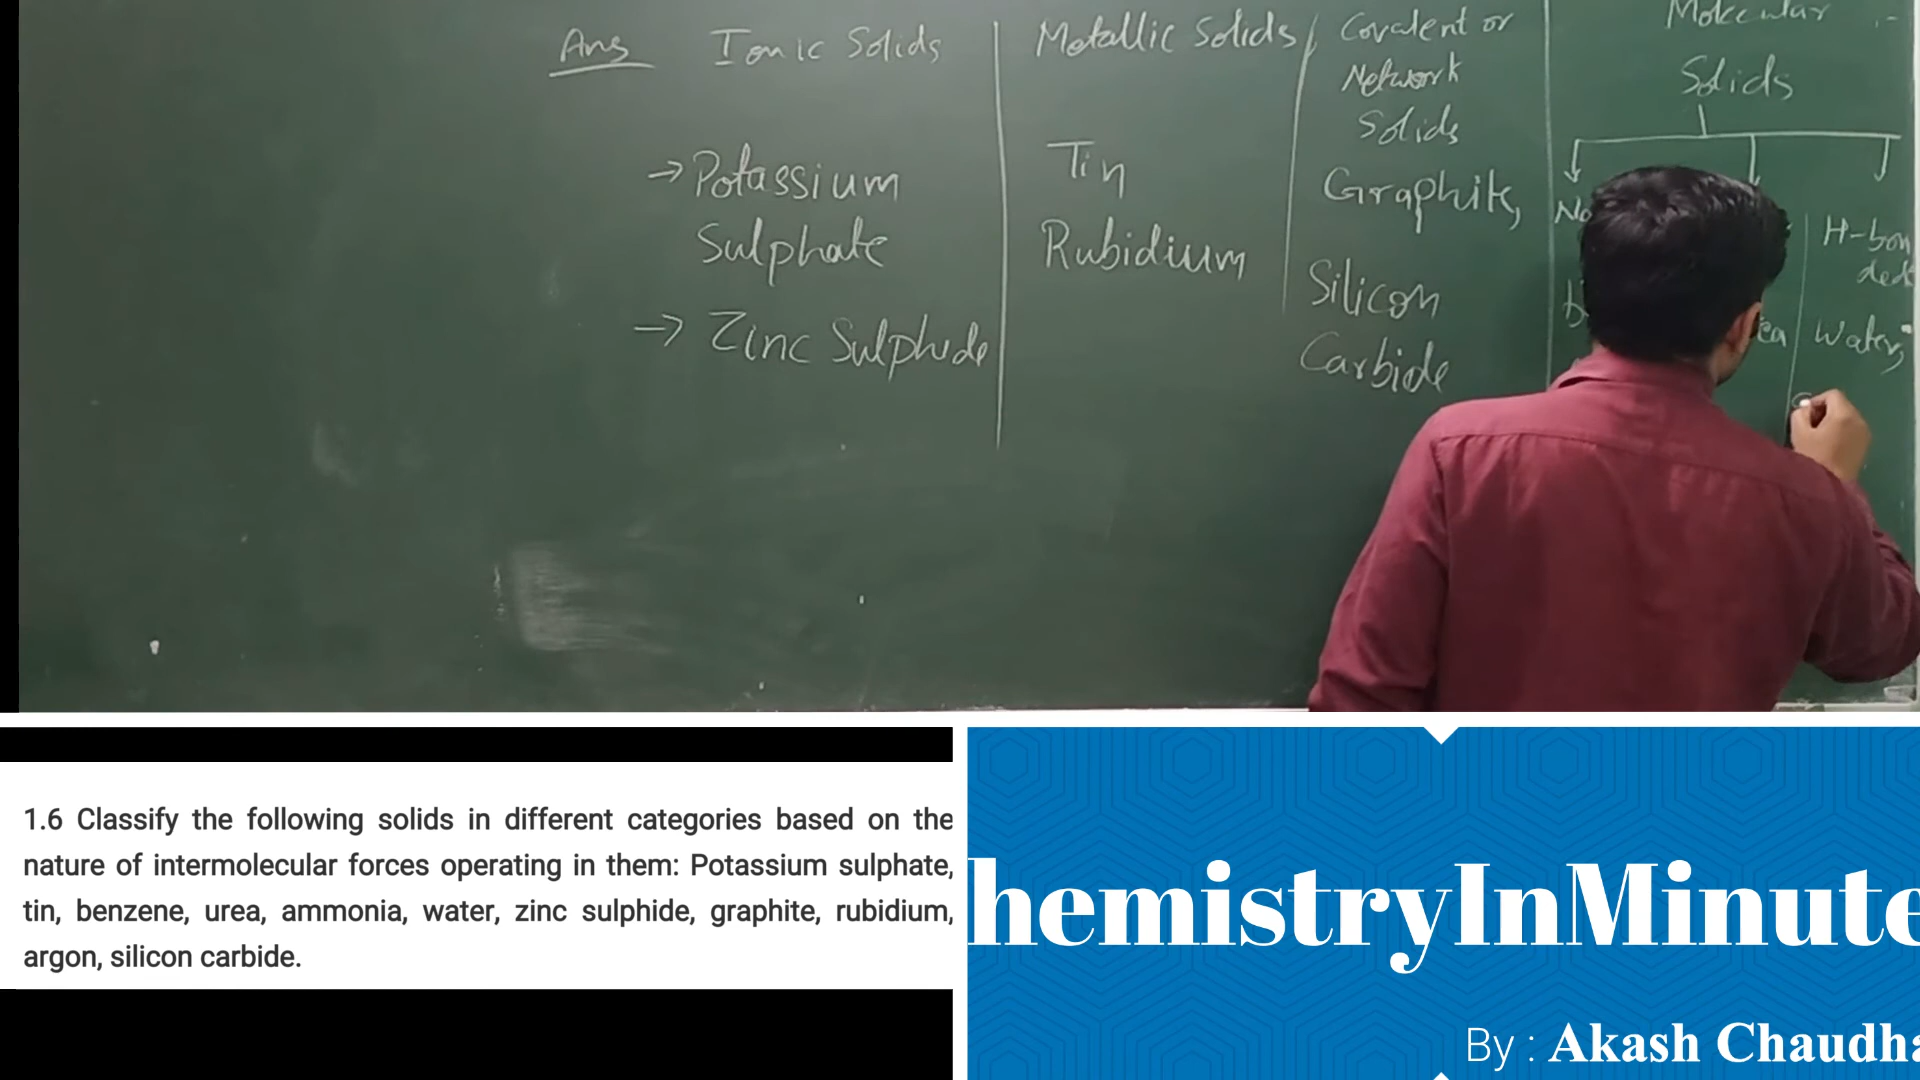 Ans Ionic Solids Metallic Solids Covalent or Molecular
Network Solids
Solids
→ Potassium Tin Graphite,
Sulphate Rubidium Silicon H-bon
ded
→ Zinc Sulphide Carbide Water,
1.6 Classify the following solids in different categories based on the
nature of intermolecular forces operating in them: Potassium sulphate,
tin, benzene, urea, ammonia, water, zinc sulphide, graphite, rubidium,
argon, silicon carbide.
hemistryInMinute
By : Akash Chaudha